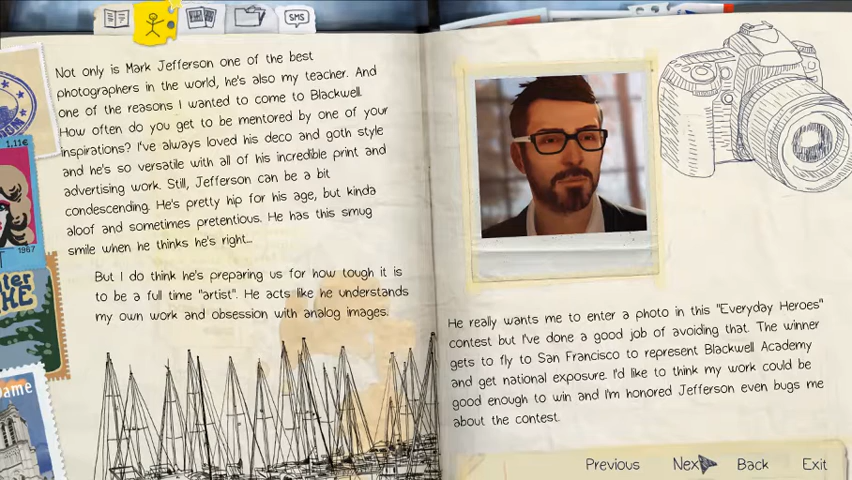 SMS
Not only is Mark Jefferson one of the best
photographers in the world, he's also my teacher. And
one of the reasons I wanted to come to Blackwell.
How often do you get to be mentored by one of your
inspirations? I've always loved his deco and goth style
and he's so versatile with all of his incredible print and
advertising work. Still, Jefferson can be a bit
condescending. He's pretty hip for his age, but kinda
aloof and sometimes pretentious. He has this smug
smile when he thinks he's right...
But I do think he's preparing us for how tough it is
to be a full time "artist". He acts like he understands
my own work and obsession with analog images.
1,11€
1967
Dame
He really wants me to enter a photo in this "Everyday Heroes"
contest but I've done a good job of avoiding that. The winner
gets to fly to San Francisco to represent Blackwell Academy
and get national exposure. I'd like to think my work could be
good enough to win and I'm honored Jefferson even bugs me
about the contest.
Previous Next Back Exit